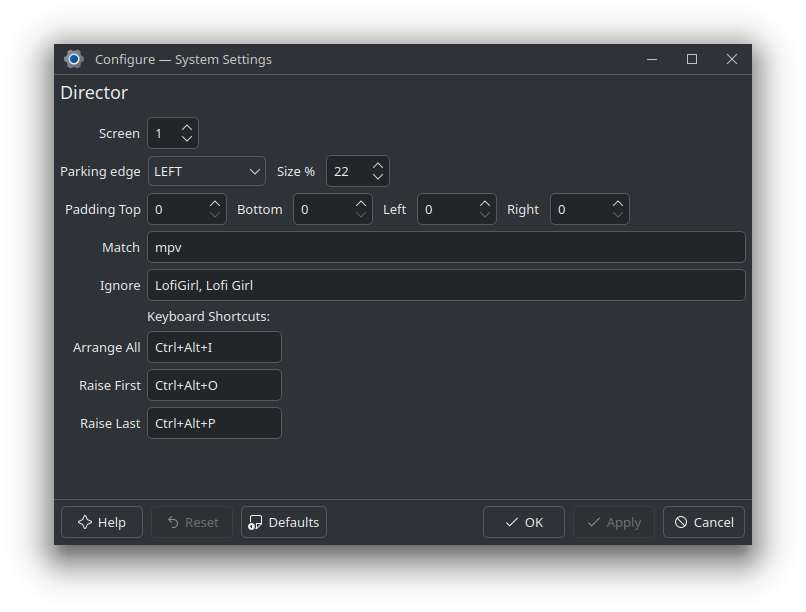 Configure — System Settings
Director
Screen 1
Parking edge LEFT Size % 22
Padding Top 0 Bottom 0 Left 0 Right 0
Match mpv
Ignore LofiGirl, Lofi Girl
Keyboard Shortcuts:
Arrange All Ctrl+Alt+I
Raise First Ctrl+Alt+O
Raise Last Ctrl+Alt+P
Help Reset Defaults OK Apply Cancel